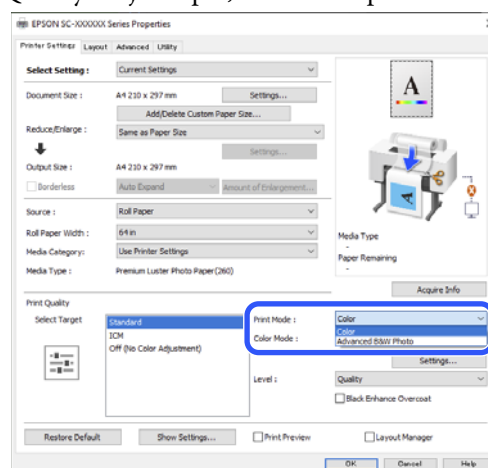 EPSON SC-XXXXXX Series Properties
Printer Settings Layout Advanced Utility
Select Setting : Current Settings
Document Size : A4 210 x 297 mm Settings...
Add/Delete Custom Paper Size...
Reduce/Enlarge : Same as Paper Size
Settings...
Output Size : A4 210 x 297 mm
Borderless Auto Expand Amount of Enlargement...
Source : Roll Paper
Roll Paper Width : 64 in
Media Category: Use Printer Settings
Media Type : Premium Luster Photo Paper(260)
A
Media Type
-
Paper Remaining
-
Acquire Info
Print Quality
Select Target
Standard
ICM
Off (No Color Adjustment)
Print Mode : Color
Color
Advanced B&W Photo
Color Mode :
Settings...
Level : Quality
Black Enhance Overcoat
Restore Default Show Settings... Print Preview Layout Manager
OK Cancel Help